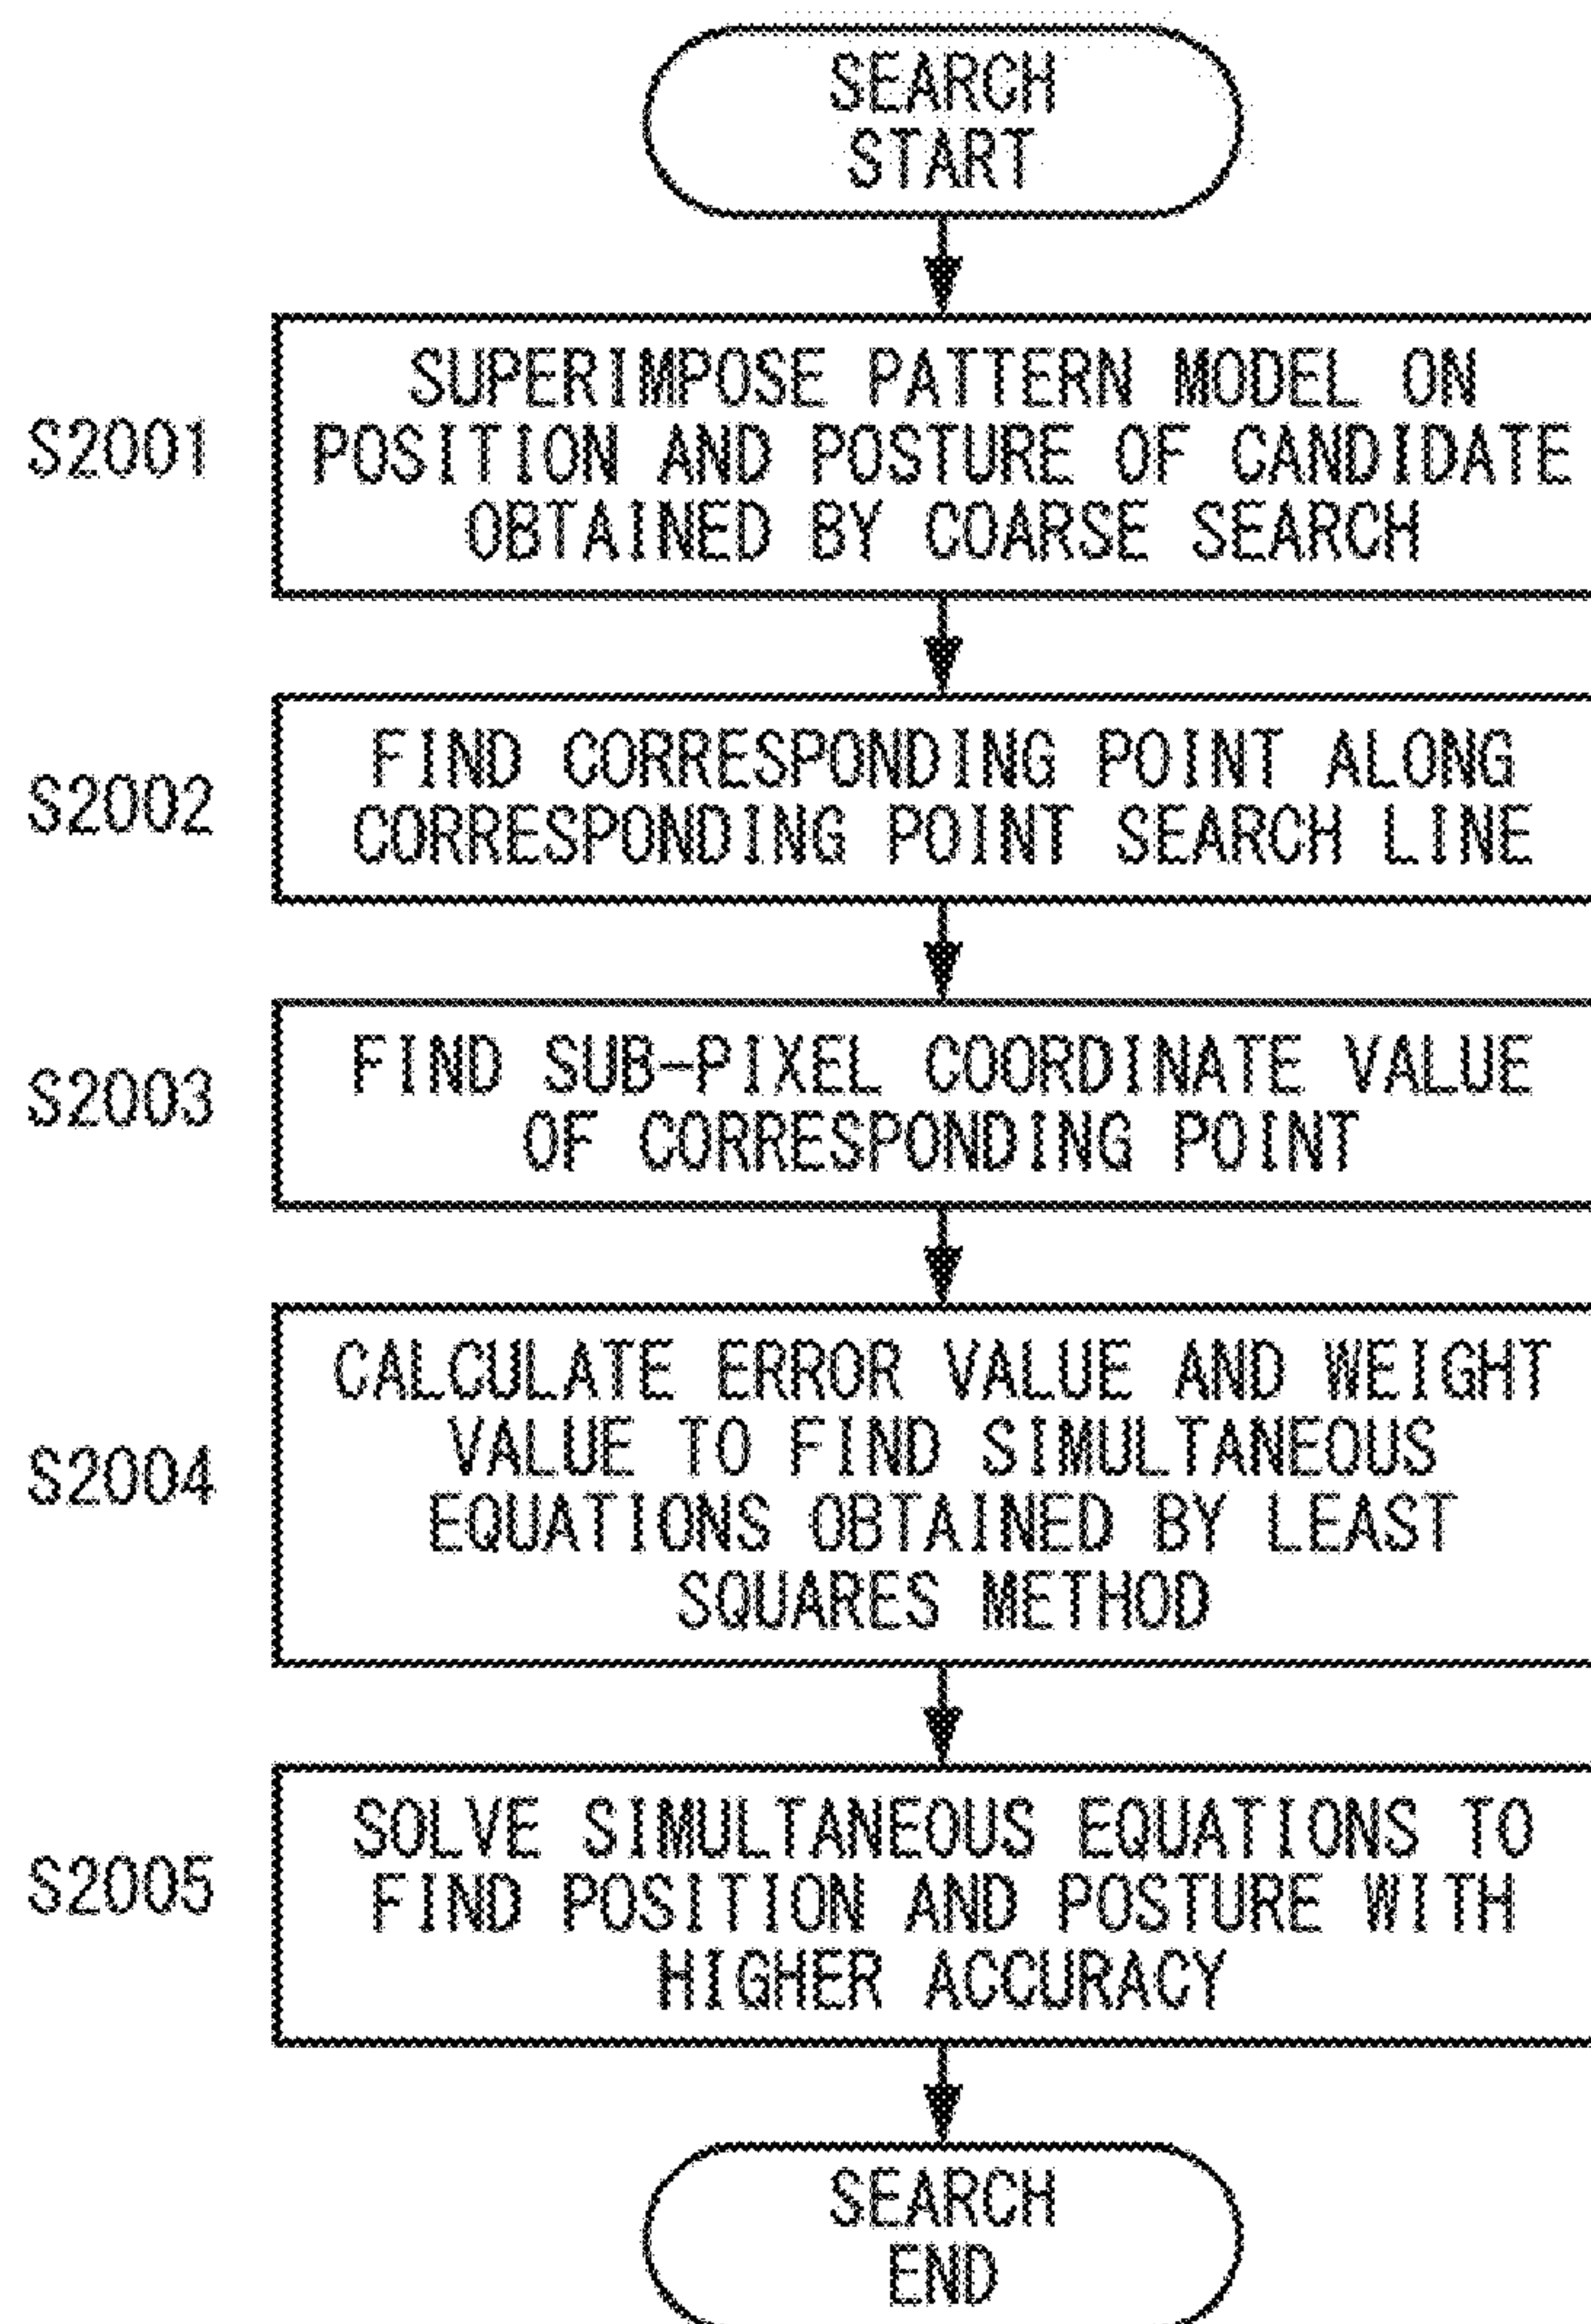 SEARCH
START
S2001
SUPERIMPOSE PATTERN MODEL ON
POSITION AND POSTURE OF CANDIDATE
OBTAINED BY COARSE SEARCH
S2002
FIND CORRESPONDING POINT ALONG
CORRESPONDING POINT SEARCH LINE
S2003
FIND SUB-PIXEL COORDINATE VALUE
OF CORRESPONDING POINT
S2004
CALCULATE ERROR VALUE AND WEIGHT
VALUE TO FIND SIMULTANEOUS
EQUATIONS OBTAINED BY LEAST
SQUARES METHOD
S2005
SOLVE SIMULTANEOUS EQUATIONS TO
FIND POSITION AND POSTURE WITH
HIGHER ACCURACY
SEARCH
END